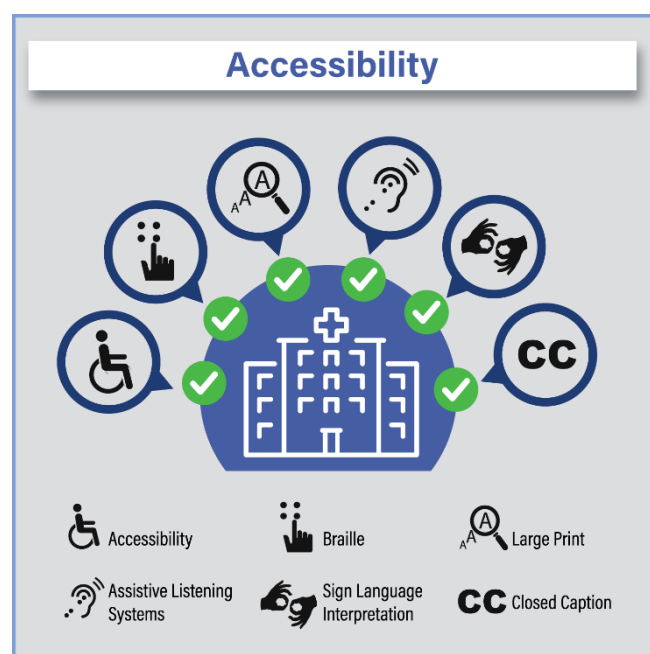 Accessibility
A A A
CC
Accessibility
Braille
A A A
Large Print
Assistive Listening
Systems
Sign Language
Interpretation
CC Closed Caption